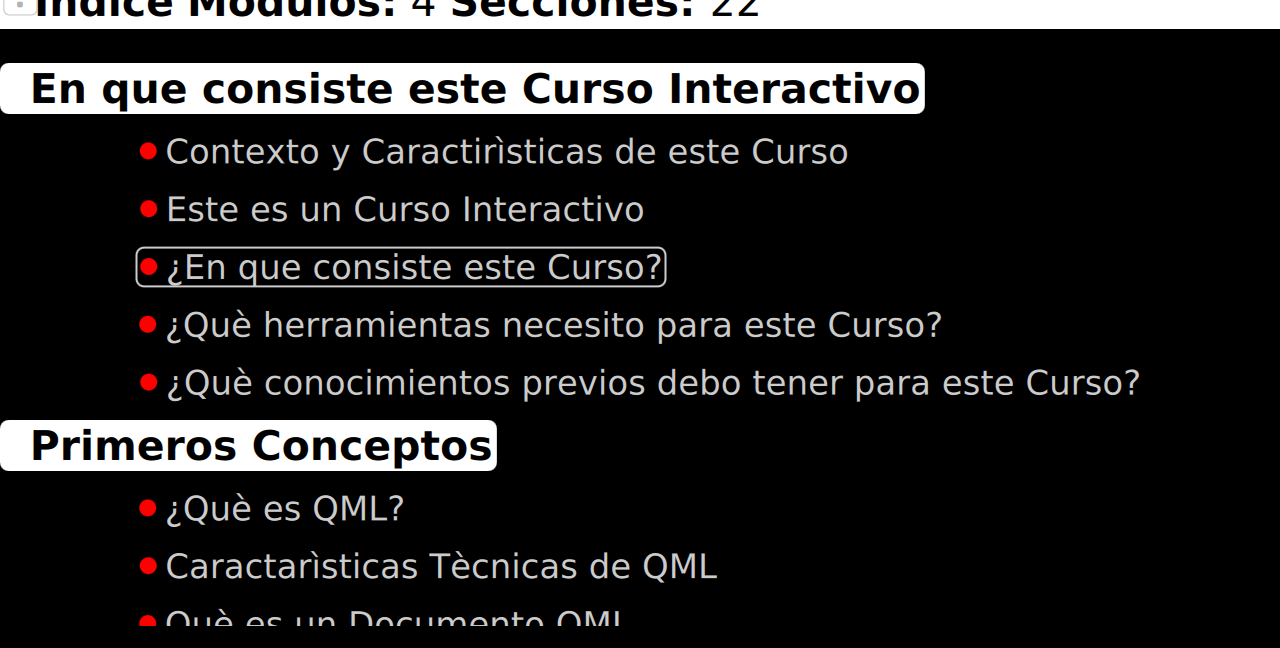 Indice Mòdulos: 4 Secciones: 22
En que consiste este Curso Interactivo
Contexto y Caractirìsticas de este Curso
Este es un Curso Interactivo
¿En que consiste este Curso?
¿Què herramientas necesito para este Curso?
¿Què conocimientos previos debo tener para este Curso?
Primeros Conceptos
¿Què es QML?
Caractarìsticas Tècnicas de QML
Què es un Documento QML